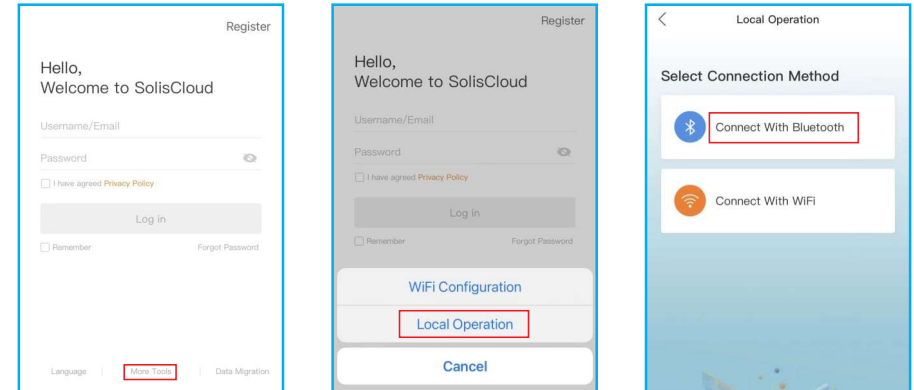 Register
Hello,
Welcome to SolisCloud
Username/Email
Password
I have agreed Privacy Policy
Log in
Remember Forgot Password
Language More Tools Data Migration
Register
Hello,
Welcome to SolisCloud
Username/Email
Password
I have agreed Privacy Policy
Log in
Remember Forgot Password
WiFi Configuration
Local Operation
Cancel
Local Operation
Select Connection Method
Connect With Bluetooth
Connect With WiFi